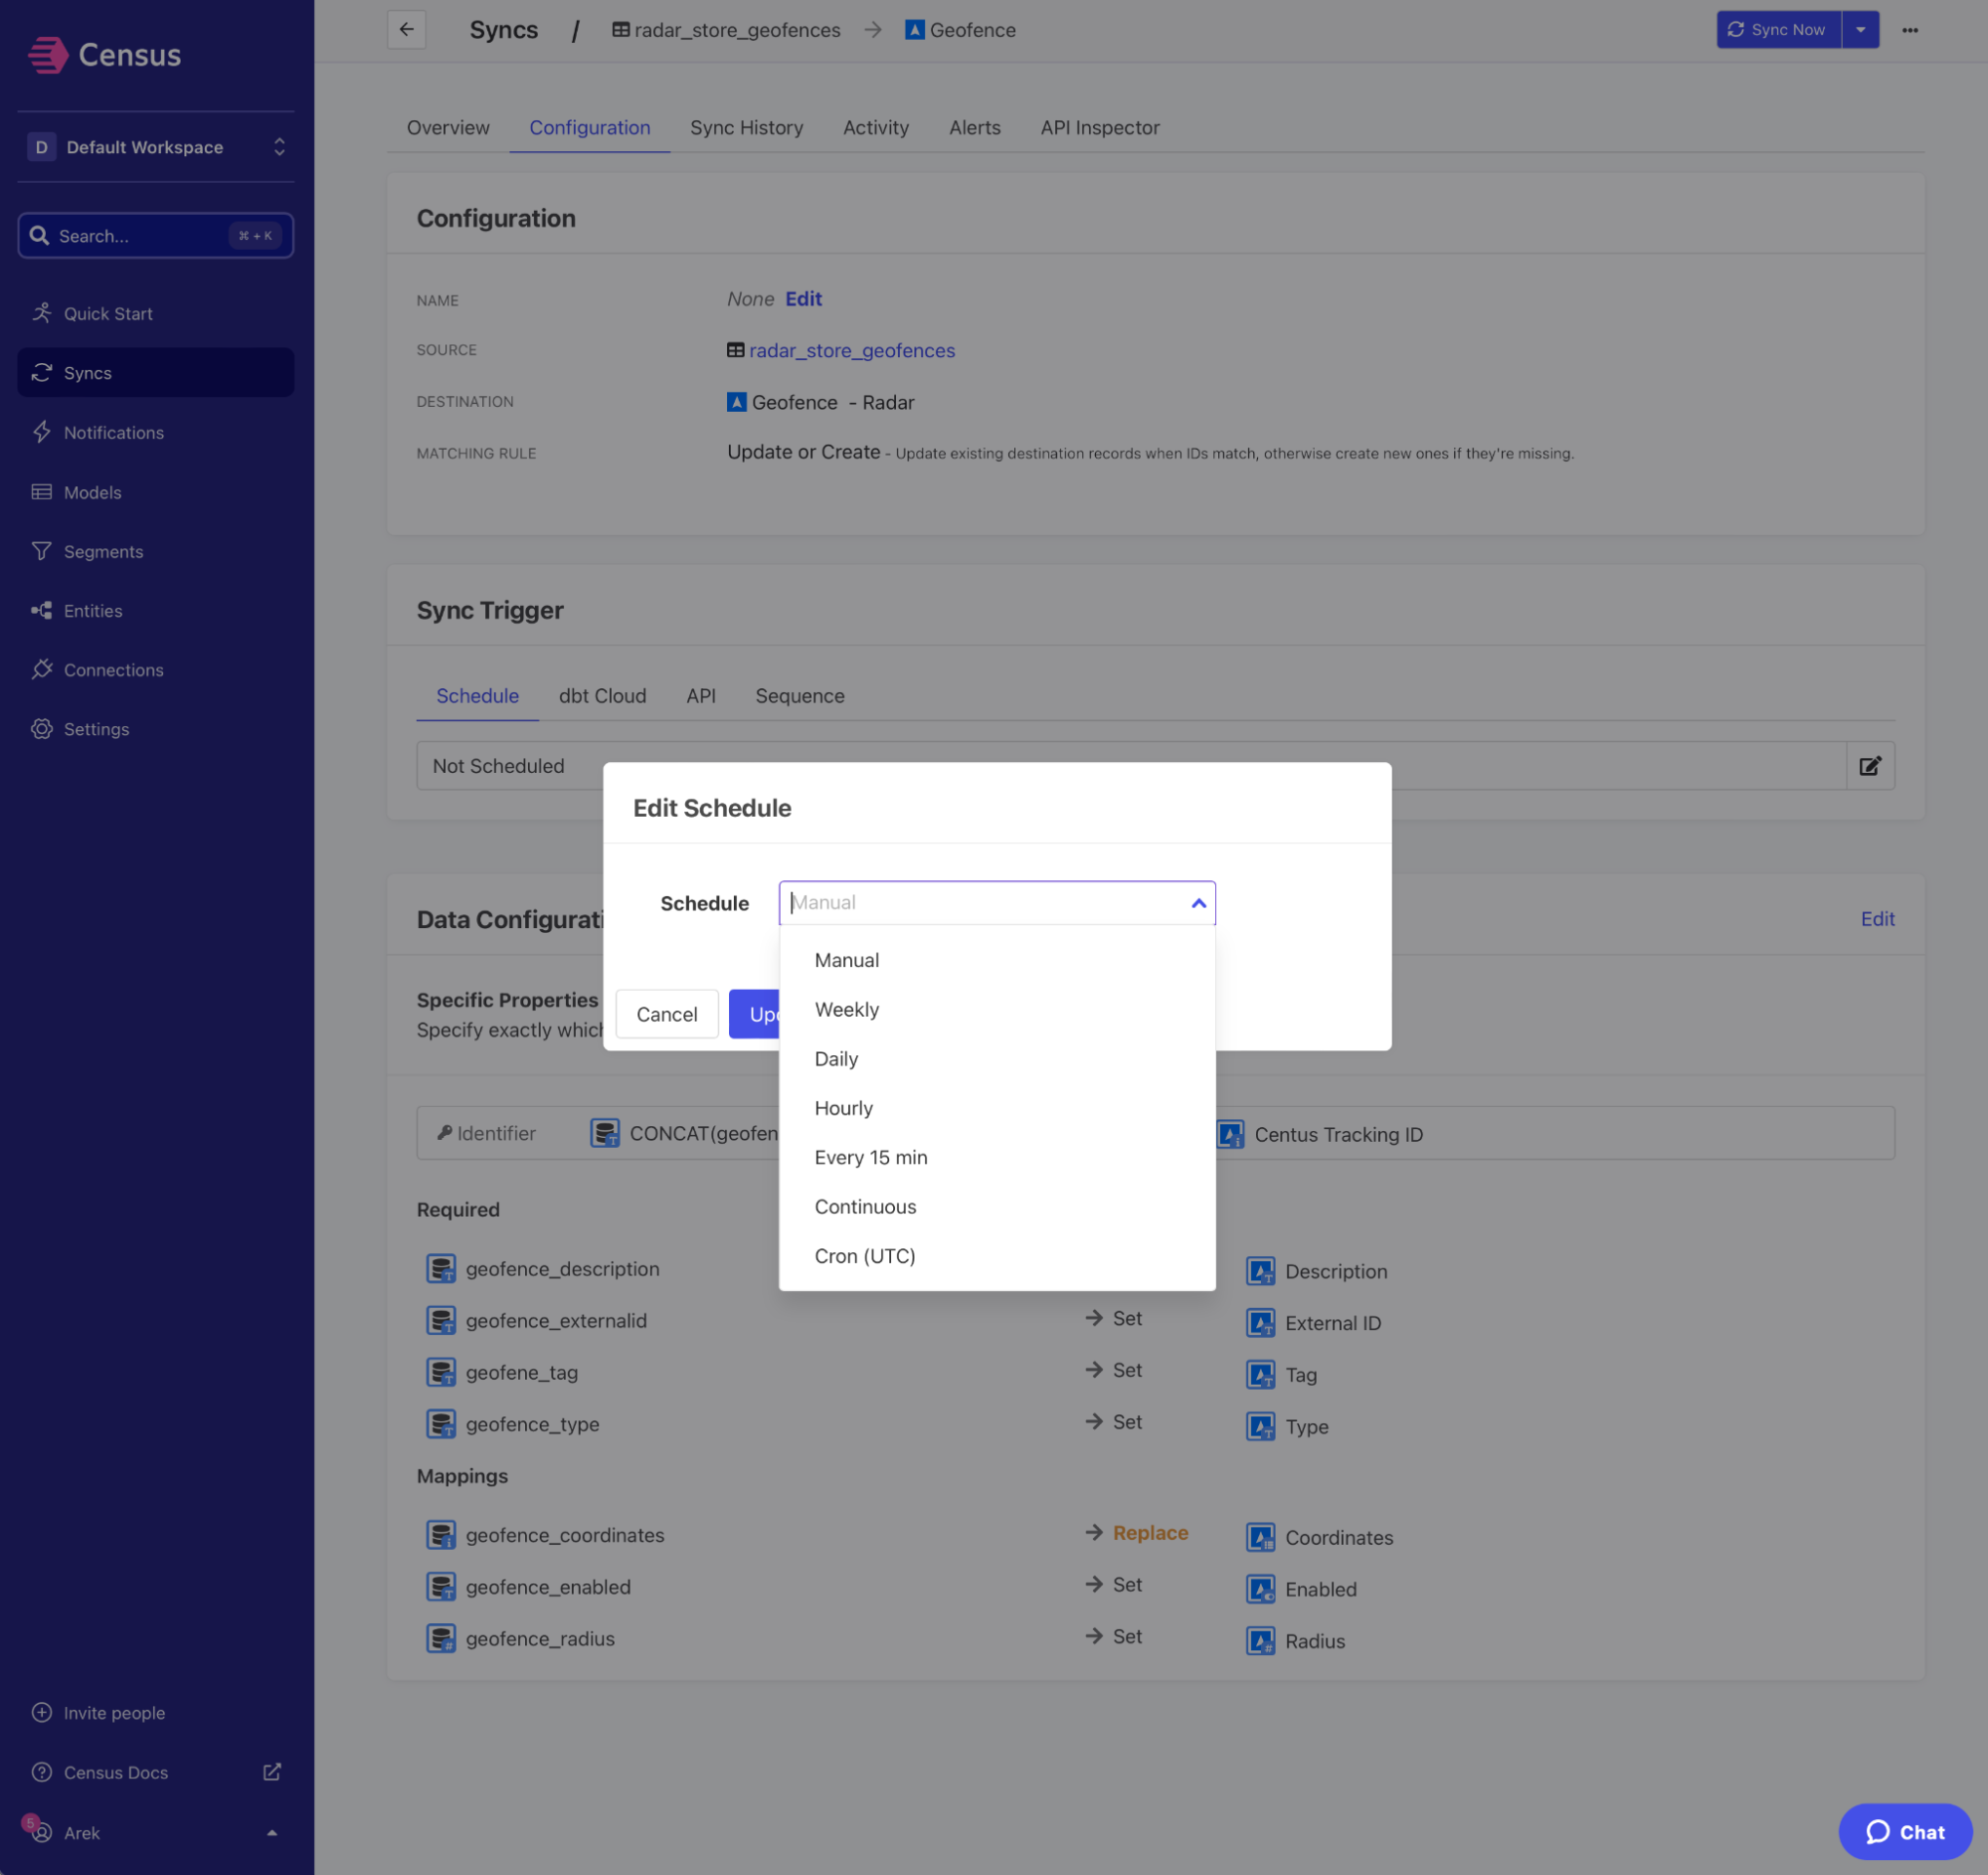 Census
D Default Workspace
Search... ⌘ + K
Quick Start
Syncs
Notifications
Models
Segments
Entities
Connections
Settings
Invite people
Census Docs
5 Arek
Syncs / radar_store_geofences → Geofence
Sync Now
Overview Configuration Sync History Activity Alerts API Inspector
Configuration
NAME None Edit
SOURCE radar_store_geofences
DESTINATION Geofence - Radar
MATCHING RULE Update or Create - Update existing destination records when IDs match, otherwise create new ones if they're missing.
Sync Trigger
Schedule dbt Cloud API Sequence
Not Scheduled
Edit Schedule
Schedule Manual
Manual
Weekly
Daily
Hourly
Every 15 min
Continuous
Cron (UTC)
Cancel Upd
Data Configurati Edit
Specific Properties
Specify exactly which
Identifier CONCAT(geofen Centus Tracking ID
Required
geofence_description Description
geofence_externalid → Set External ID
geofene_tag → Set Tag
geofence_type → Set Type
Mappings
geofence_coordinates → Replace Coordinates
geofence_enabled → Set Enabled
geofence_radius → Set Radius
Chat